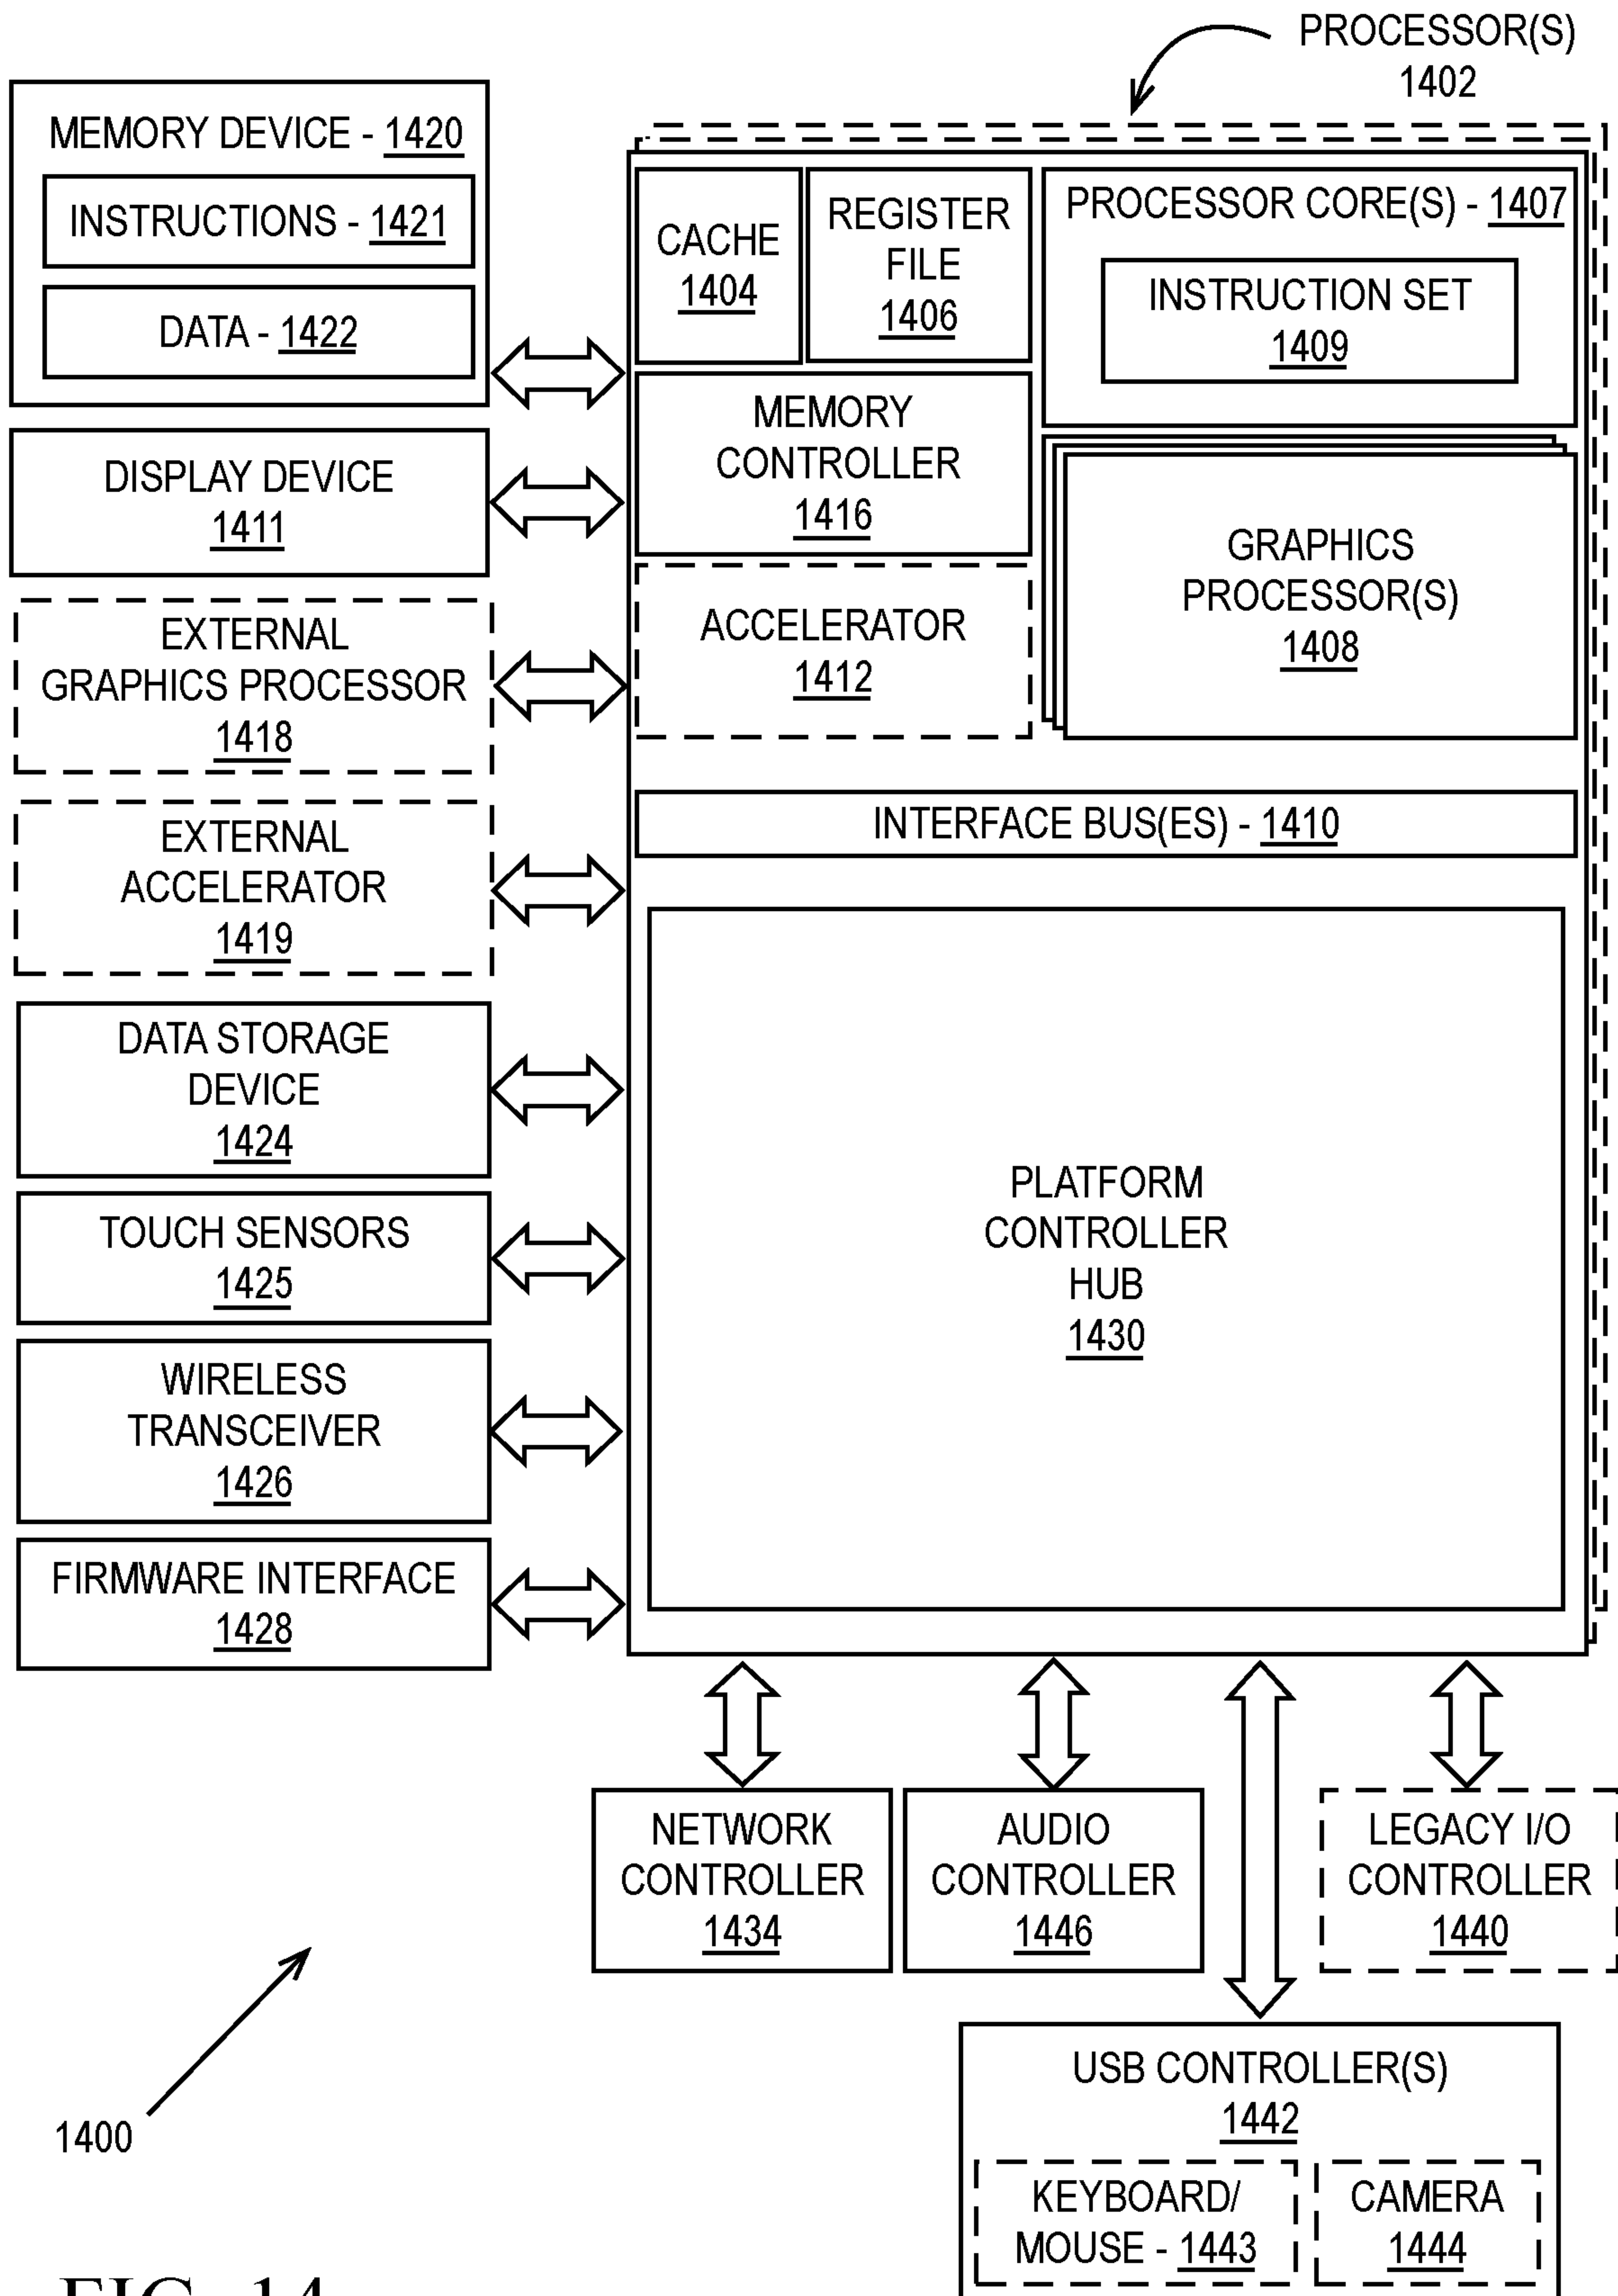 PROCESSOR(S)
1402
MEMORY DEVICE - 1420
INSTRUCTIONS - 1421
DATA - 1422
DISPLAY DEVICE
1411
EXTERNAL
GRAPHICS PROCESSOR
1418
EXTERNAL
ACCELERATOR
1419
DATA STORAGE
DEVICE
1424
TOUCH SENSORS
1425
WIRELESS
TRANSCEIVER
1426
FIRMWARE INTERFACE
1428
CACHE
1404
REGISTER
FILE
1406
PROCESSOR CORE(S) - 1407
INSTRUCTION SET
1409
MEMORY
CONTROLLER
1416
GRAPHICS
PROCESSOR(S)
1408
ACCELERATOR
1412
INTERFACE BUS(ES) - 1410
PLATFORM
CONTROLLER
HUB
1430
NETWORK
CONTROLLER
1434
AUDIO
CONTROLLER
1446
LEGACY I/O
CONTROLLER
1440
USB CONTROLLER(S)
1442
KEYBOARD/
MOUSE - 1443
CAMERA
1444
1400
FIG. 14